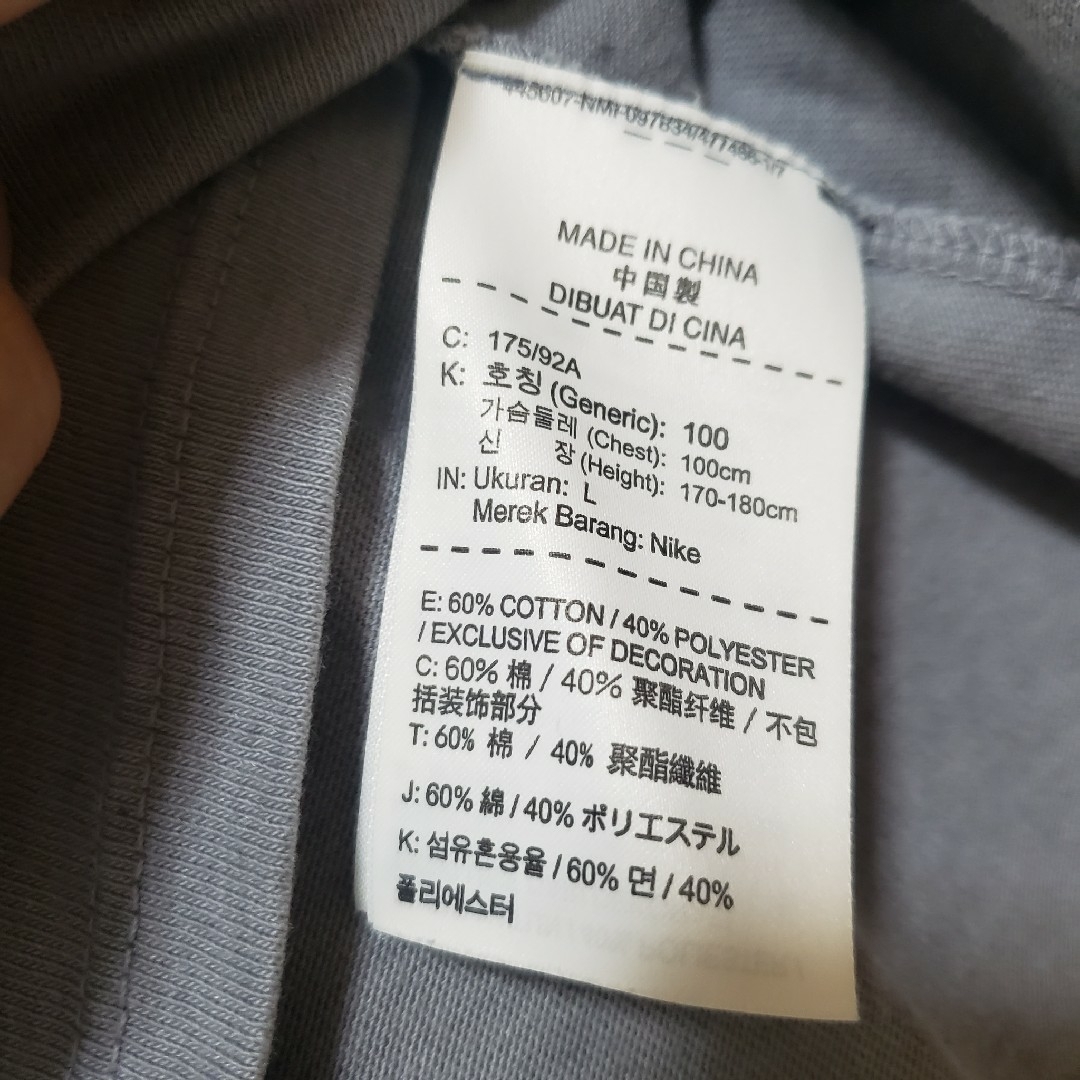 MADE IN CHINA
中国製
DIBUAT DI CINA
C: 175/92A
K: 호칭 (Generic): 100
가슴둘레 (Chest): 100cm
신 장 (Height): 170-180cm
IN: Ukuran: L
Merek Barang: Nike
E: 60% COTTON / 40% POLYESTER
/ EXCLUSIVE OF DECORATION
C: 60% 棉 / 40% 聚酯纤维 / 不包
括装饰部分
T: 60% 棉 / 40% 聚酯纖維
J: 60% 綿 / 40% ポリエステル
K: 섬유혼용율 / 60% 면 / 40%
폴리에스터